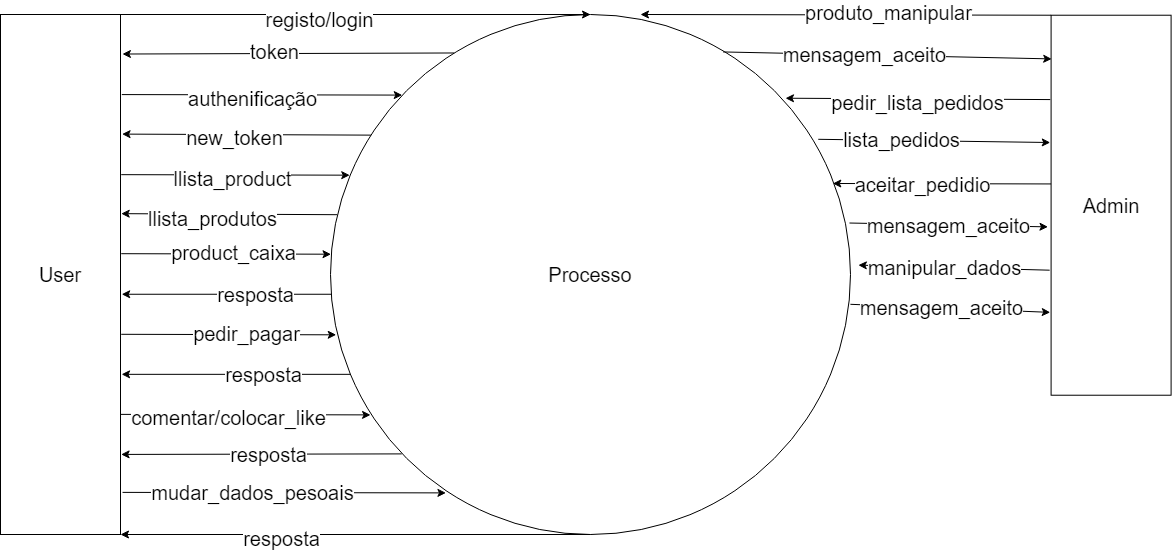 registo/login
token
authenificação
new_token
llista_product
llista_produtos
product_caixa
resposta
pedir_pagar
resposta
comentar/colocar_like
resposta
mudar_dados_pesoais
resposta
User
Processo
produto_manipular
mensagem_aceito
pedir_lista_pedidos
lista_pedidos
aceitar_pedidio
mensagem_aceito
manipular_dados
mensagem_aceito
Admin